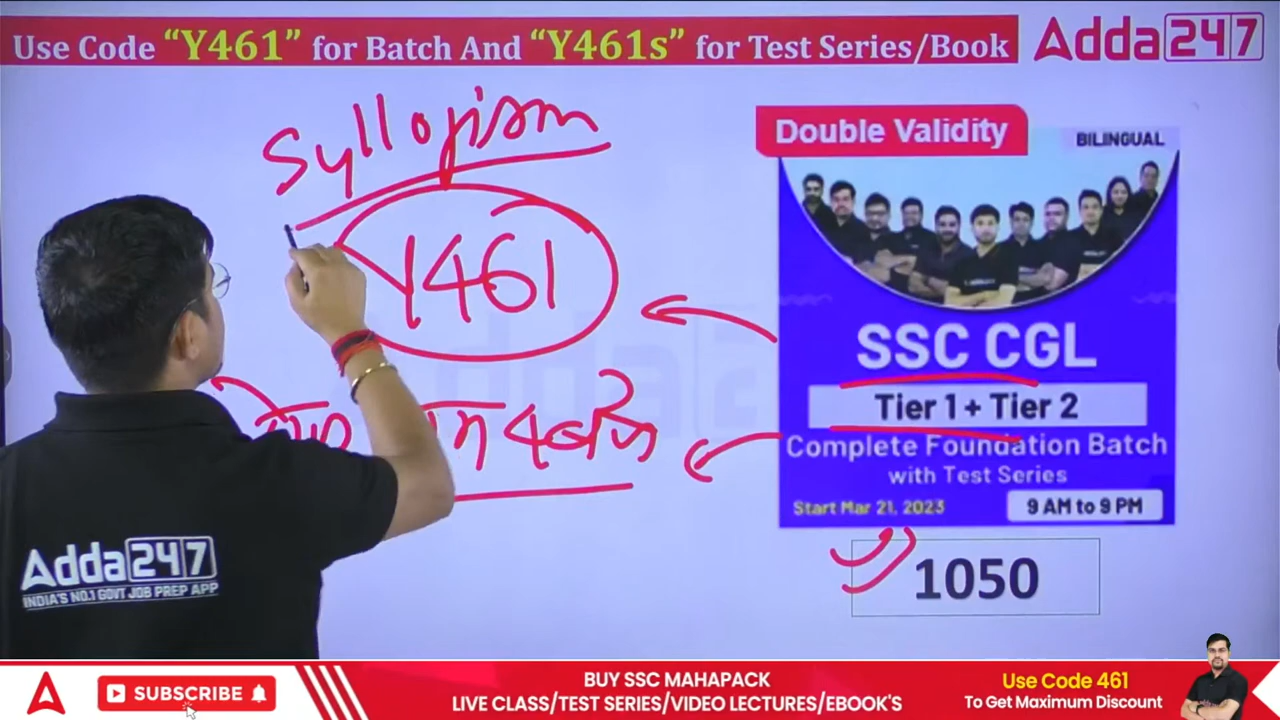 Use Code “Y461” for Batch And “Y461s” for Test Series/Book
Adda247
Syllogism
Y461
Double Validity
BILINGUAL
SSC CGL
Tier 1 + Tier 2
Complete Foundation Batch
with Test Series
Start Mar 21, 2023
9 AM to 9 PM
1050
Adda247
INDIA'S NO.1 GOVT JOB PREP APP
SUBSCRIBE
BUY SSC MAHAPACK
LIVE CLASS/TEST SERIES/VIDEO LECTURES/EBOOK'S
Use Code 461
To Get Maximum Discount